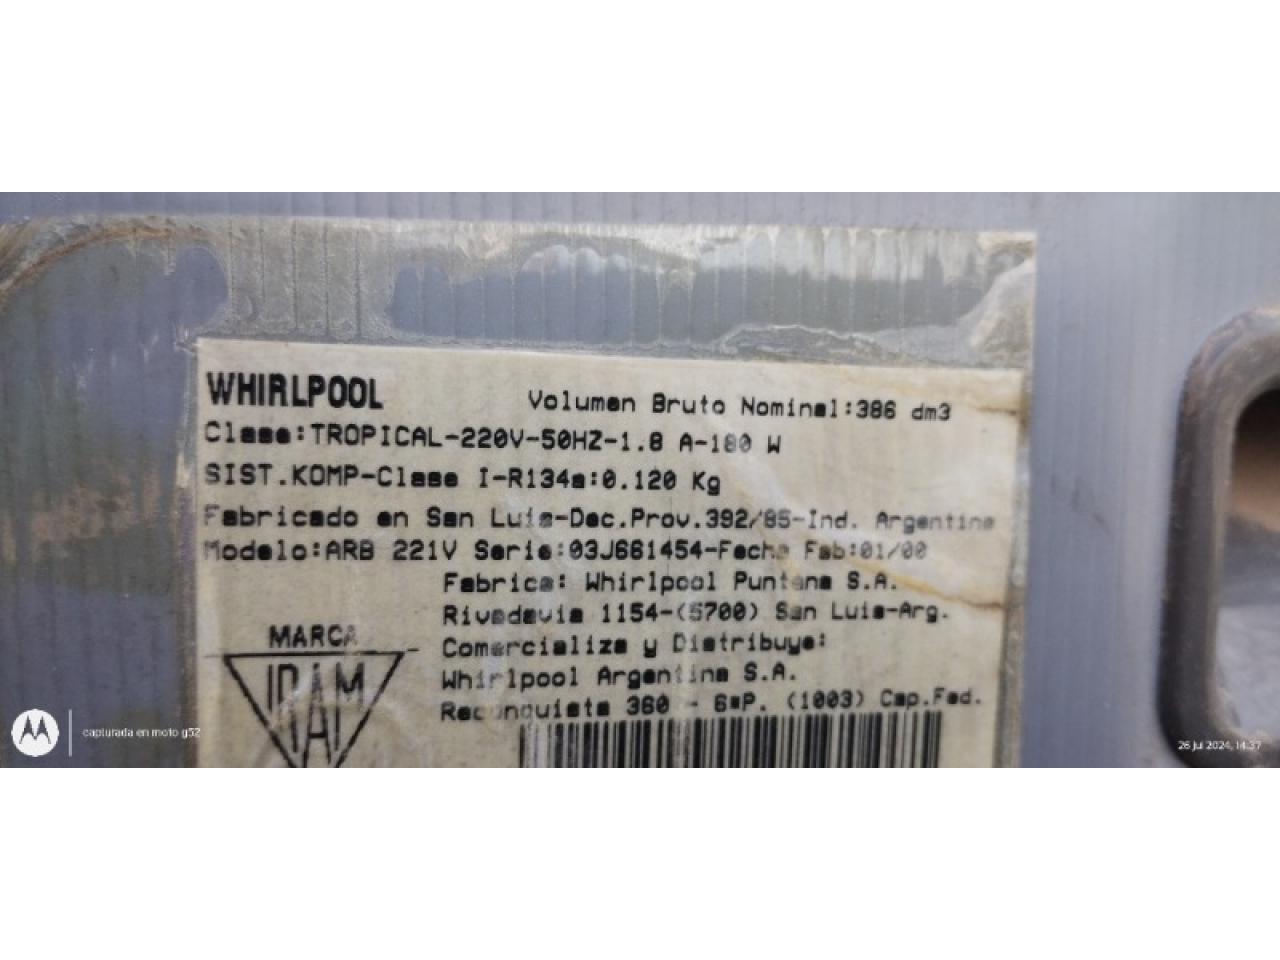 WHIRLPOOL
Volumen Bruto Nominal:386 dm3
Clase:TROPICAL-220V-50HZ-1.8 A-180 W
SIST.KOMP-Clase I-R134a:0.120 Kg
Fabricado en San Luis-Dec.Prov.392/85-Ind. Argentina
Modelo:ARB 221V Serie:03J661454-Fecha Fab:01/00
Fabrica: Whirlpool Puntana S.A.
Rivadavia 1154-(5700) San Luis-Arg.
Comercializa y Distribuye:
Whirlpool Argentina S.A.
Reconquista 360 - 6ºP. (1003) Cap.Fed.
MARCA
IRAM
capturada en moto g52
26 jul 2024, 14:37